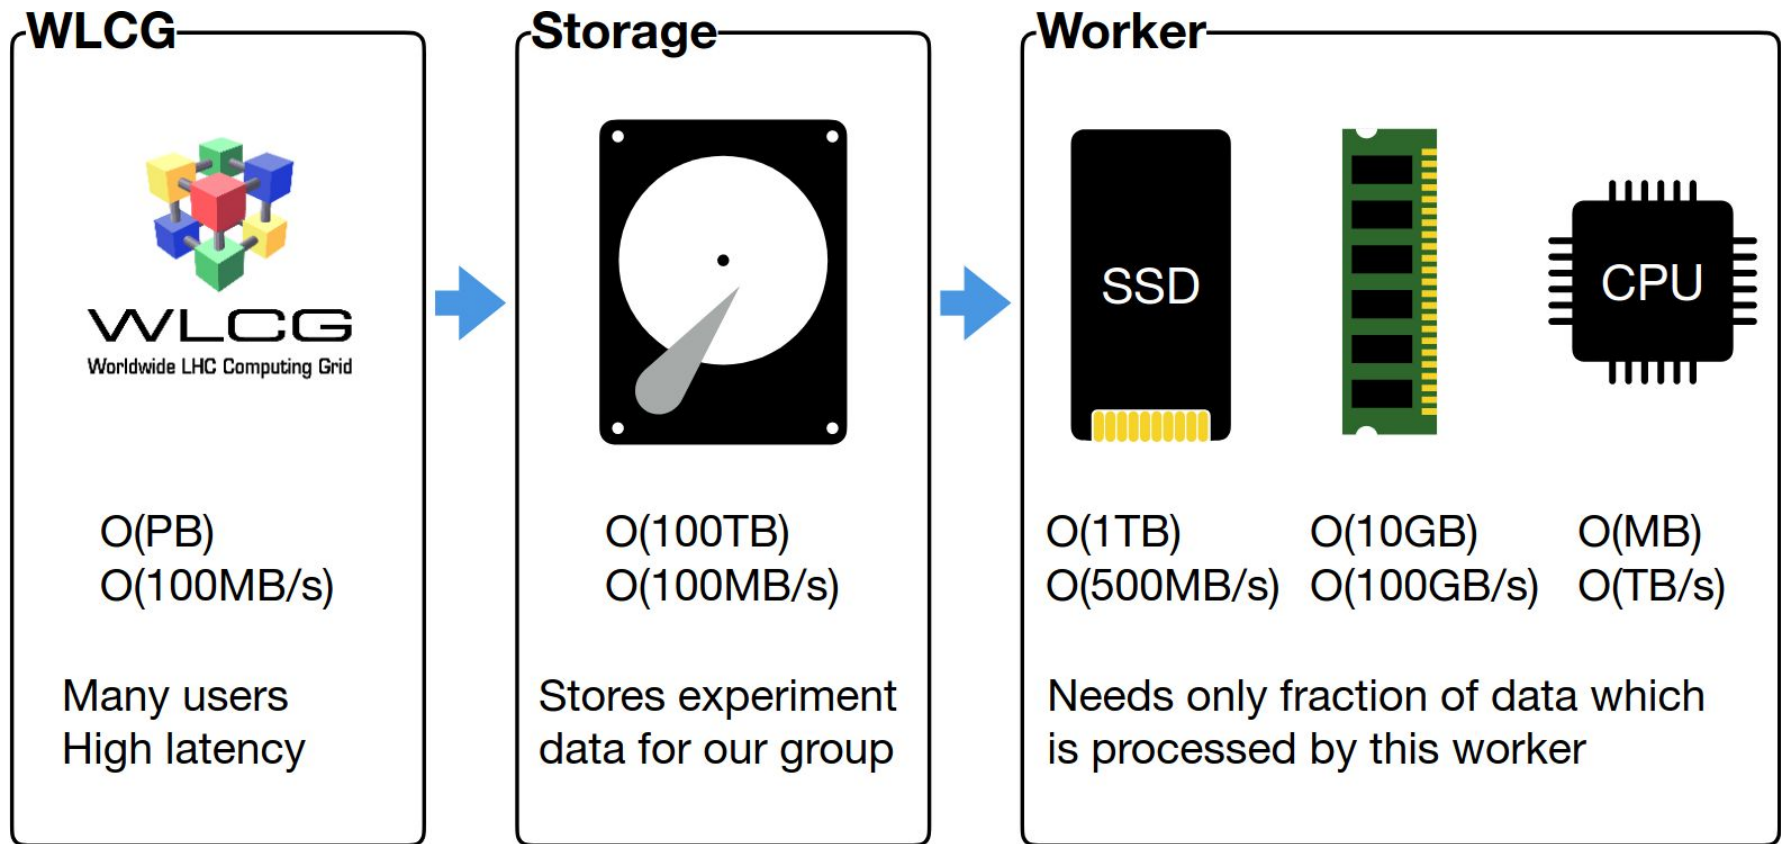 WLCG
WLCG
Worldwide LHC Computing Grid
O(PB)
O(100MB/s)
Many users
High latency
Storage
O(100TB)
O(100MB/s)
Stores experiment
data for our group
Worker
SSD
CPU
O(1TB)
O(500MB/s)
O(10GB)
O(100GB/s)
O(MB)
O(TB/s)
Needs only fraction of data which
is processed by this worker